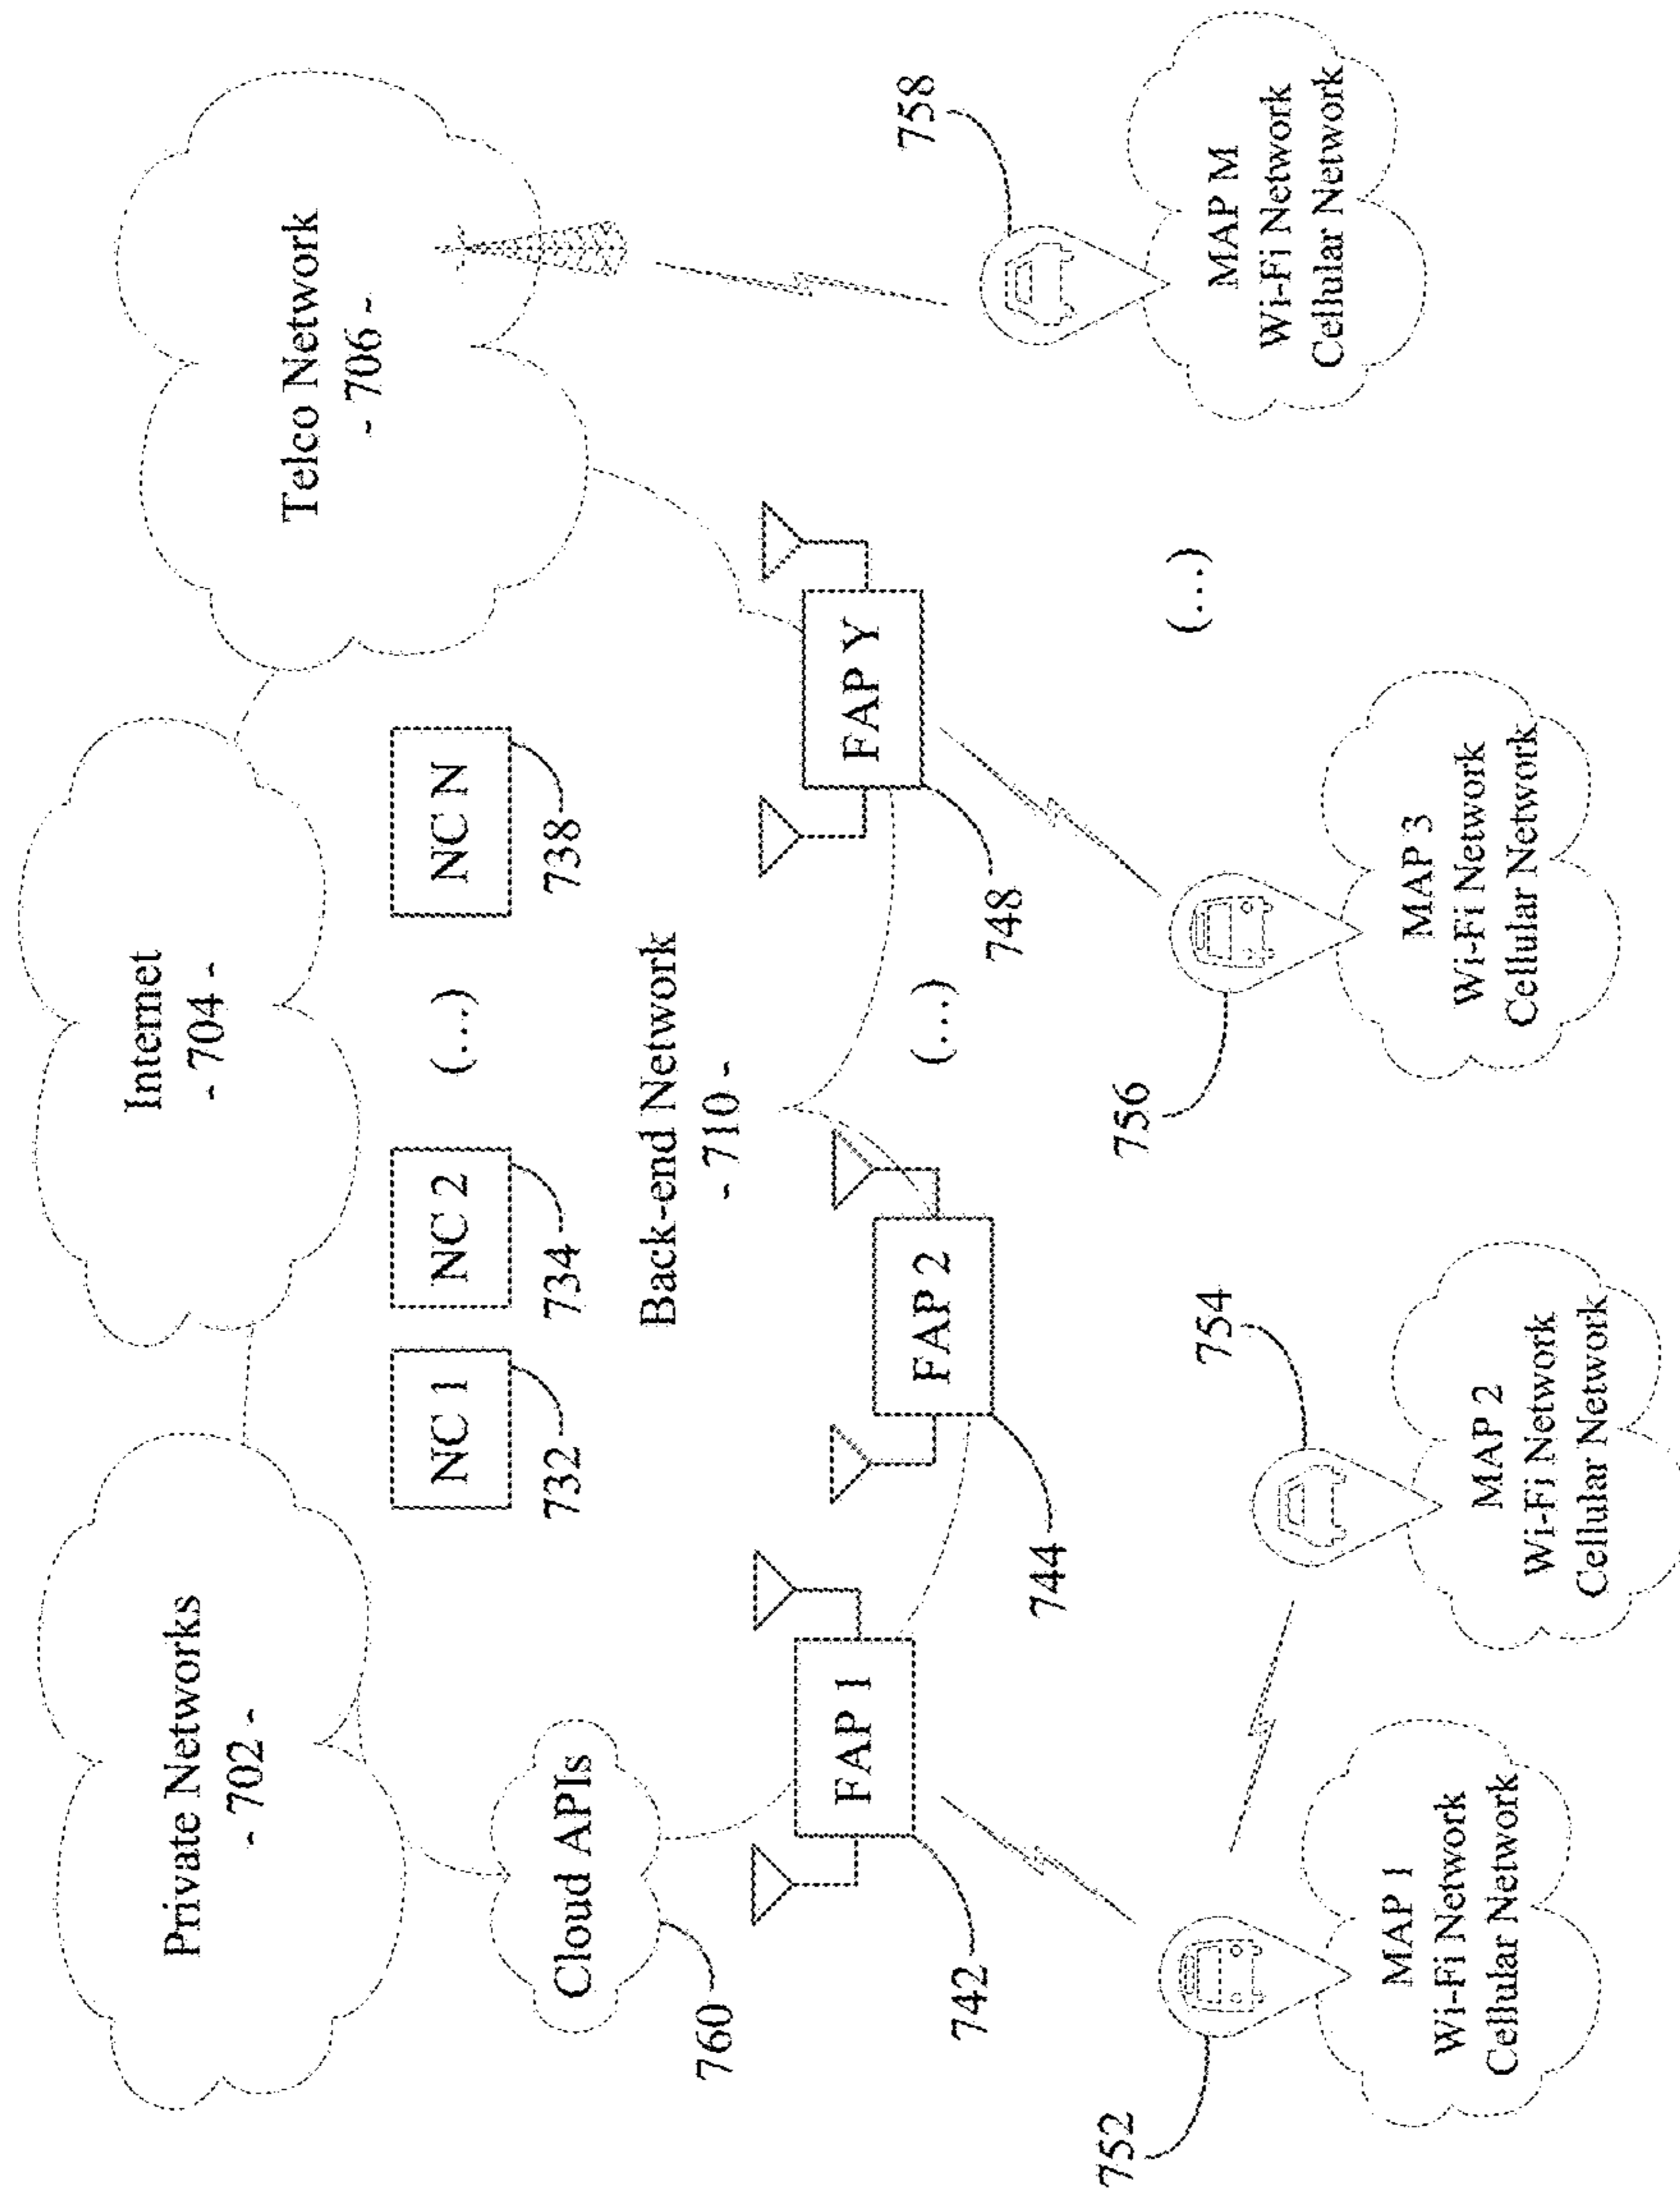 Private Networks
- 702 -
Internet
- 704 -
Telco Network
- 706 -
Cloud APIs
760
NC 1
732
NC 2
734
(...)
NC N
738
Back-end Network
- 710 -
FAP 1
742
FAP 2
744
(...)
FAP Y
748
752
MAP 1
Wi-Fi Network
Cellular Network
754
MAP 2
Wi-Fi Network
Cellular Network
756
MAP 3
Wi-Fi Network
Cellular Network
(...)
758
MAP M
Wi-Fi Network
Cellular Network